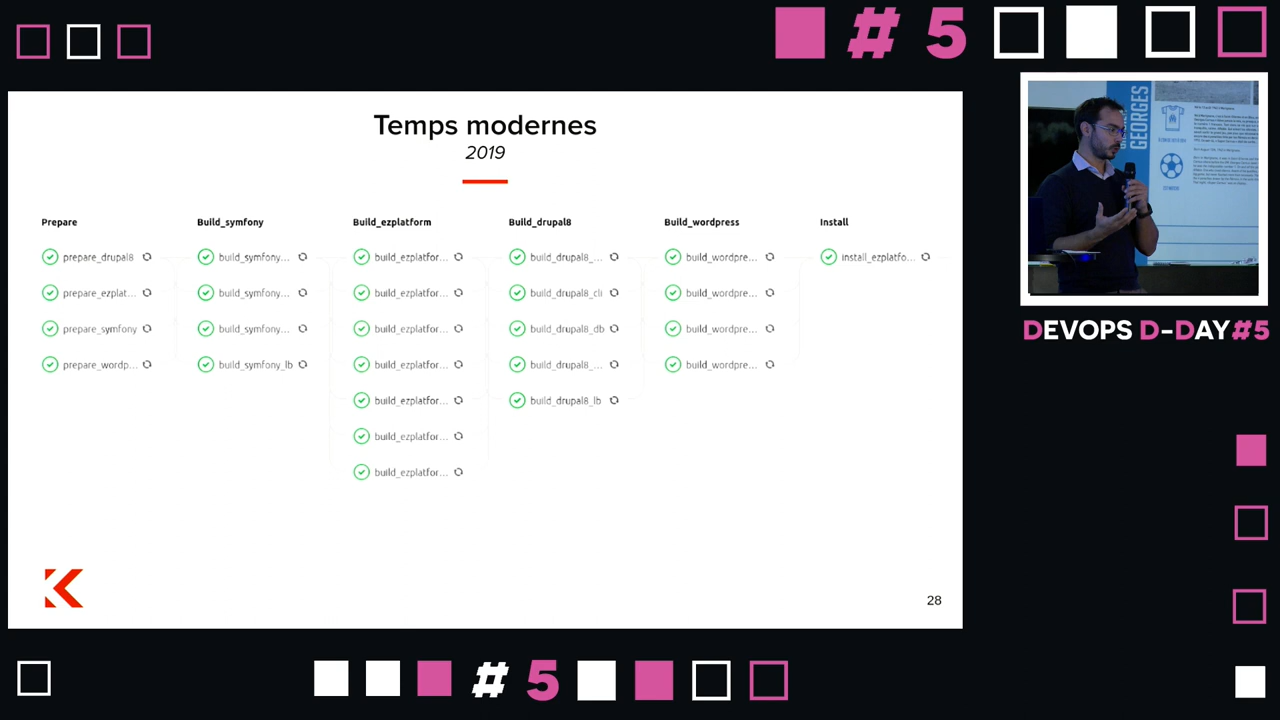 # 5
Temps modernes
2019
Prepare
prepare_drupal8
prepare_ezplat...
prepare_symfony
prepare_wordp...
Build_symfony
build_symfony...
build_symfony...
build_symfony...
build_symfony_lb
Build_ezplatform
build_ezplatfor...
build_ezplatfor...
build_ezplatfor...
build_ezplatfor...
build_ezplatfor...
build_ezplatfor...
build_ezplatfor...
Build_drupal8
build_drupal8_...
build_drupal8_cli
build_drupal8_db
build_drupal8_...
build_drupal8_lb
Build_wordpress
build_wordpre...
build_wordpre...
build_wordpre...
build_wordpre...
Install
install_ezplatfo...
28
GEORGES
DEVOPS D-DAY#5
# 5